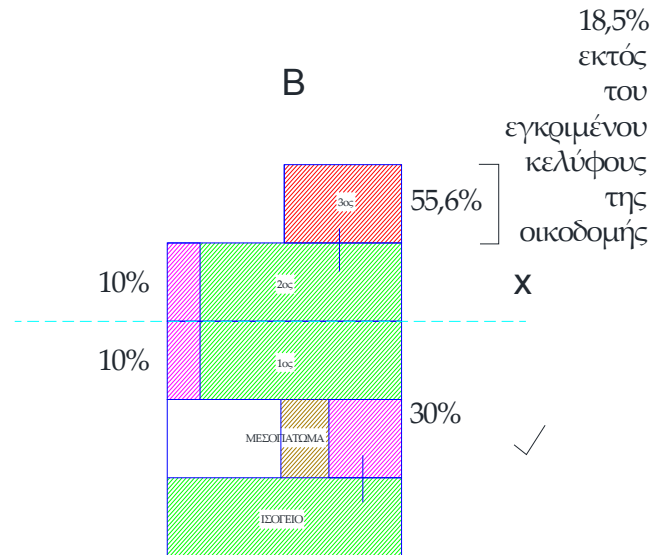 18,5%
εκτός
του
εγκριμένου
κελύφους
της
οικοδομής
B
3ος
55,6%
10%
2ος
x
10%
1ος
30%
ΜΕΣΟΠΑΤΩΜΑ
ΙΣΟΓΕΙΟ